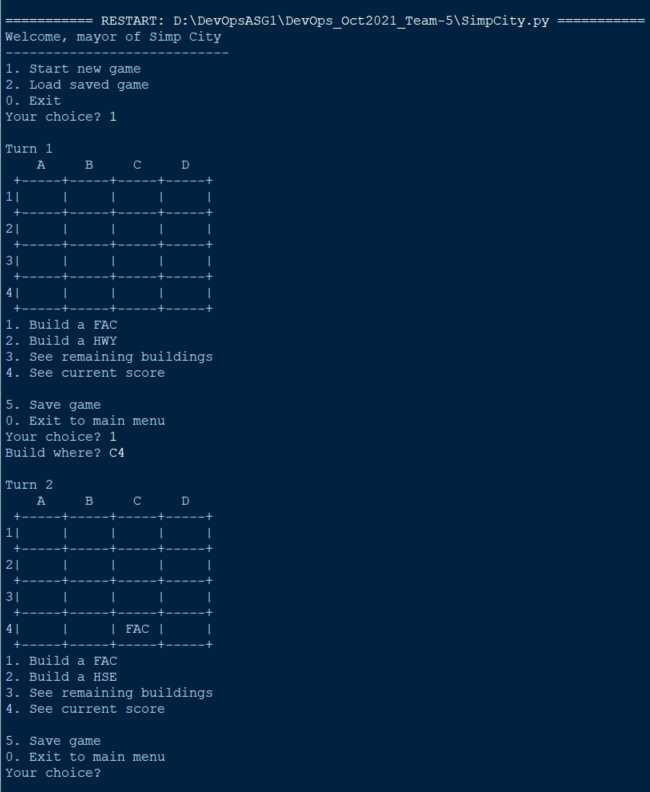 =========== RESTART: D:\DevOpsASG1\DevOps_Oct2021_Team-5\SimpCity.py ===========
Welcome, mayor of Simp City
----------------------------
1. Start new game
2. Load saved game
0. Exit
Your choice? 1

Turn 1
    A     B     C     D
 +-----+-----+-----+-----+
1|     |     |     |     |
 +-----+-----+-----+-----+
2|     |     |     |     |
 +-----+-----+-----+-----+
3|     |     |     |     |
 +-----+-----+-----+-----+
4|     |     |     |     |
 +-----+-----+-----+-----+
1. Build a FAC
2. Build a HWY
3. See remaining buildings
4. See current score

5. Save game
0. Exit to main menu
Your choice? 1
Build where? C4

Turn 2
    A     B     C     D
 +-----+-----+-----+-----+
1|     |     |     |     |
 +-----+-----+-----+-----+
2|     |     |     |     |
 +-----+-----+-----+-----+
3|     |     |     |     |
 +-----+-----+-----+-----+
4|     |     | FAC |     |
 +-----+-----+-----+-----+
1. Build a FAC
2. Build a HSE
3. See remaining buildings
4. See current score

5. Save game
0. Exit to main menu
Your choice?